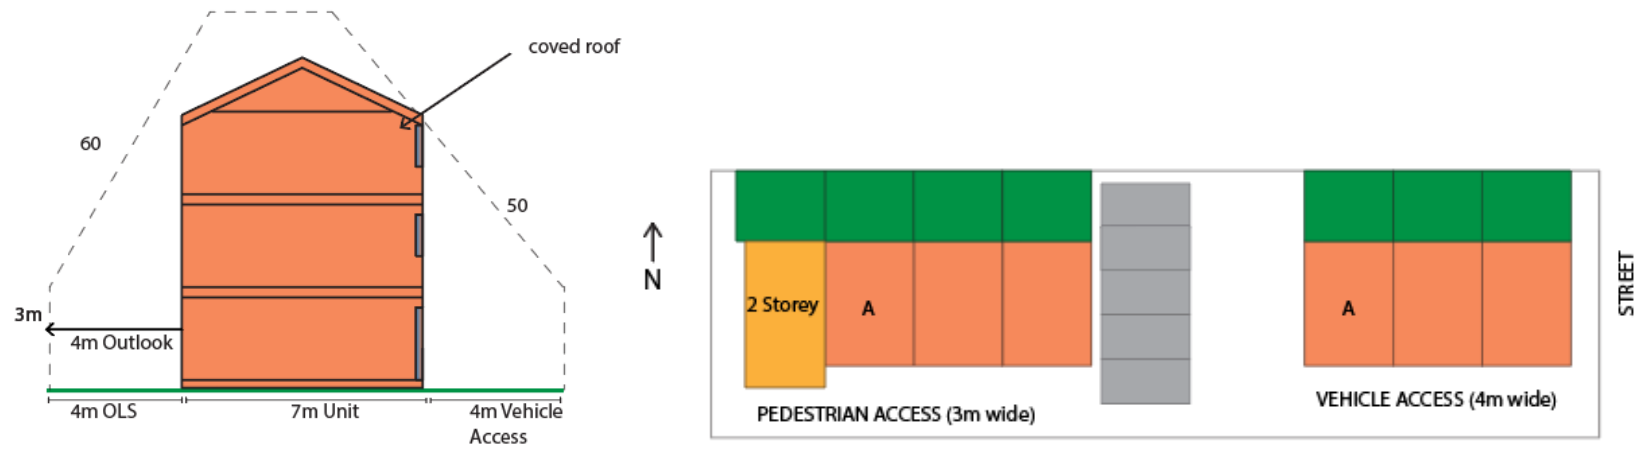 coved roof
60
50
3m
4m Outlook
4m OLS
7m Unit
4m Vehicle
Access
N
2 Storey
A
A
PEDESTRIAN ACCESS (3m wide)
VEHICLE ACCESS (4m wide)
STREET